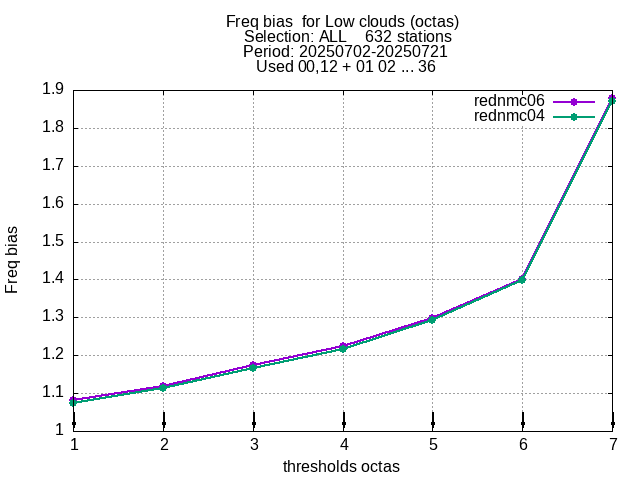 Freq bias  for Low clouds (octas)
Selection: ALL    632 stations
Period: 20250702-20250721
Used 00,12 + 01 02 ... 36
rednmc06
rednmc04
1.9
1.8
1.7
1.6
1.5
1.4
1.3
1.2
1.1
1
Freq bias
1 2 3 4 5 6 7
thresholds octas